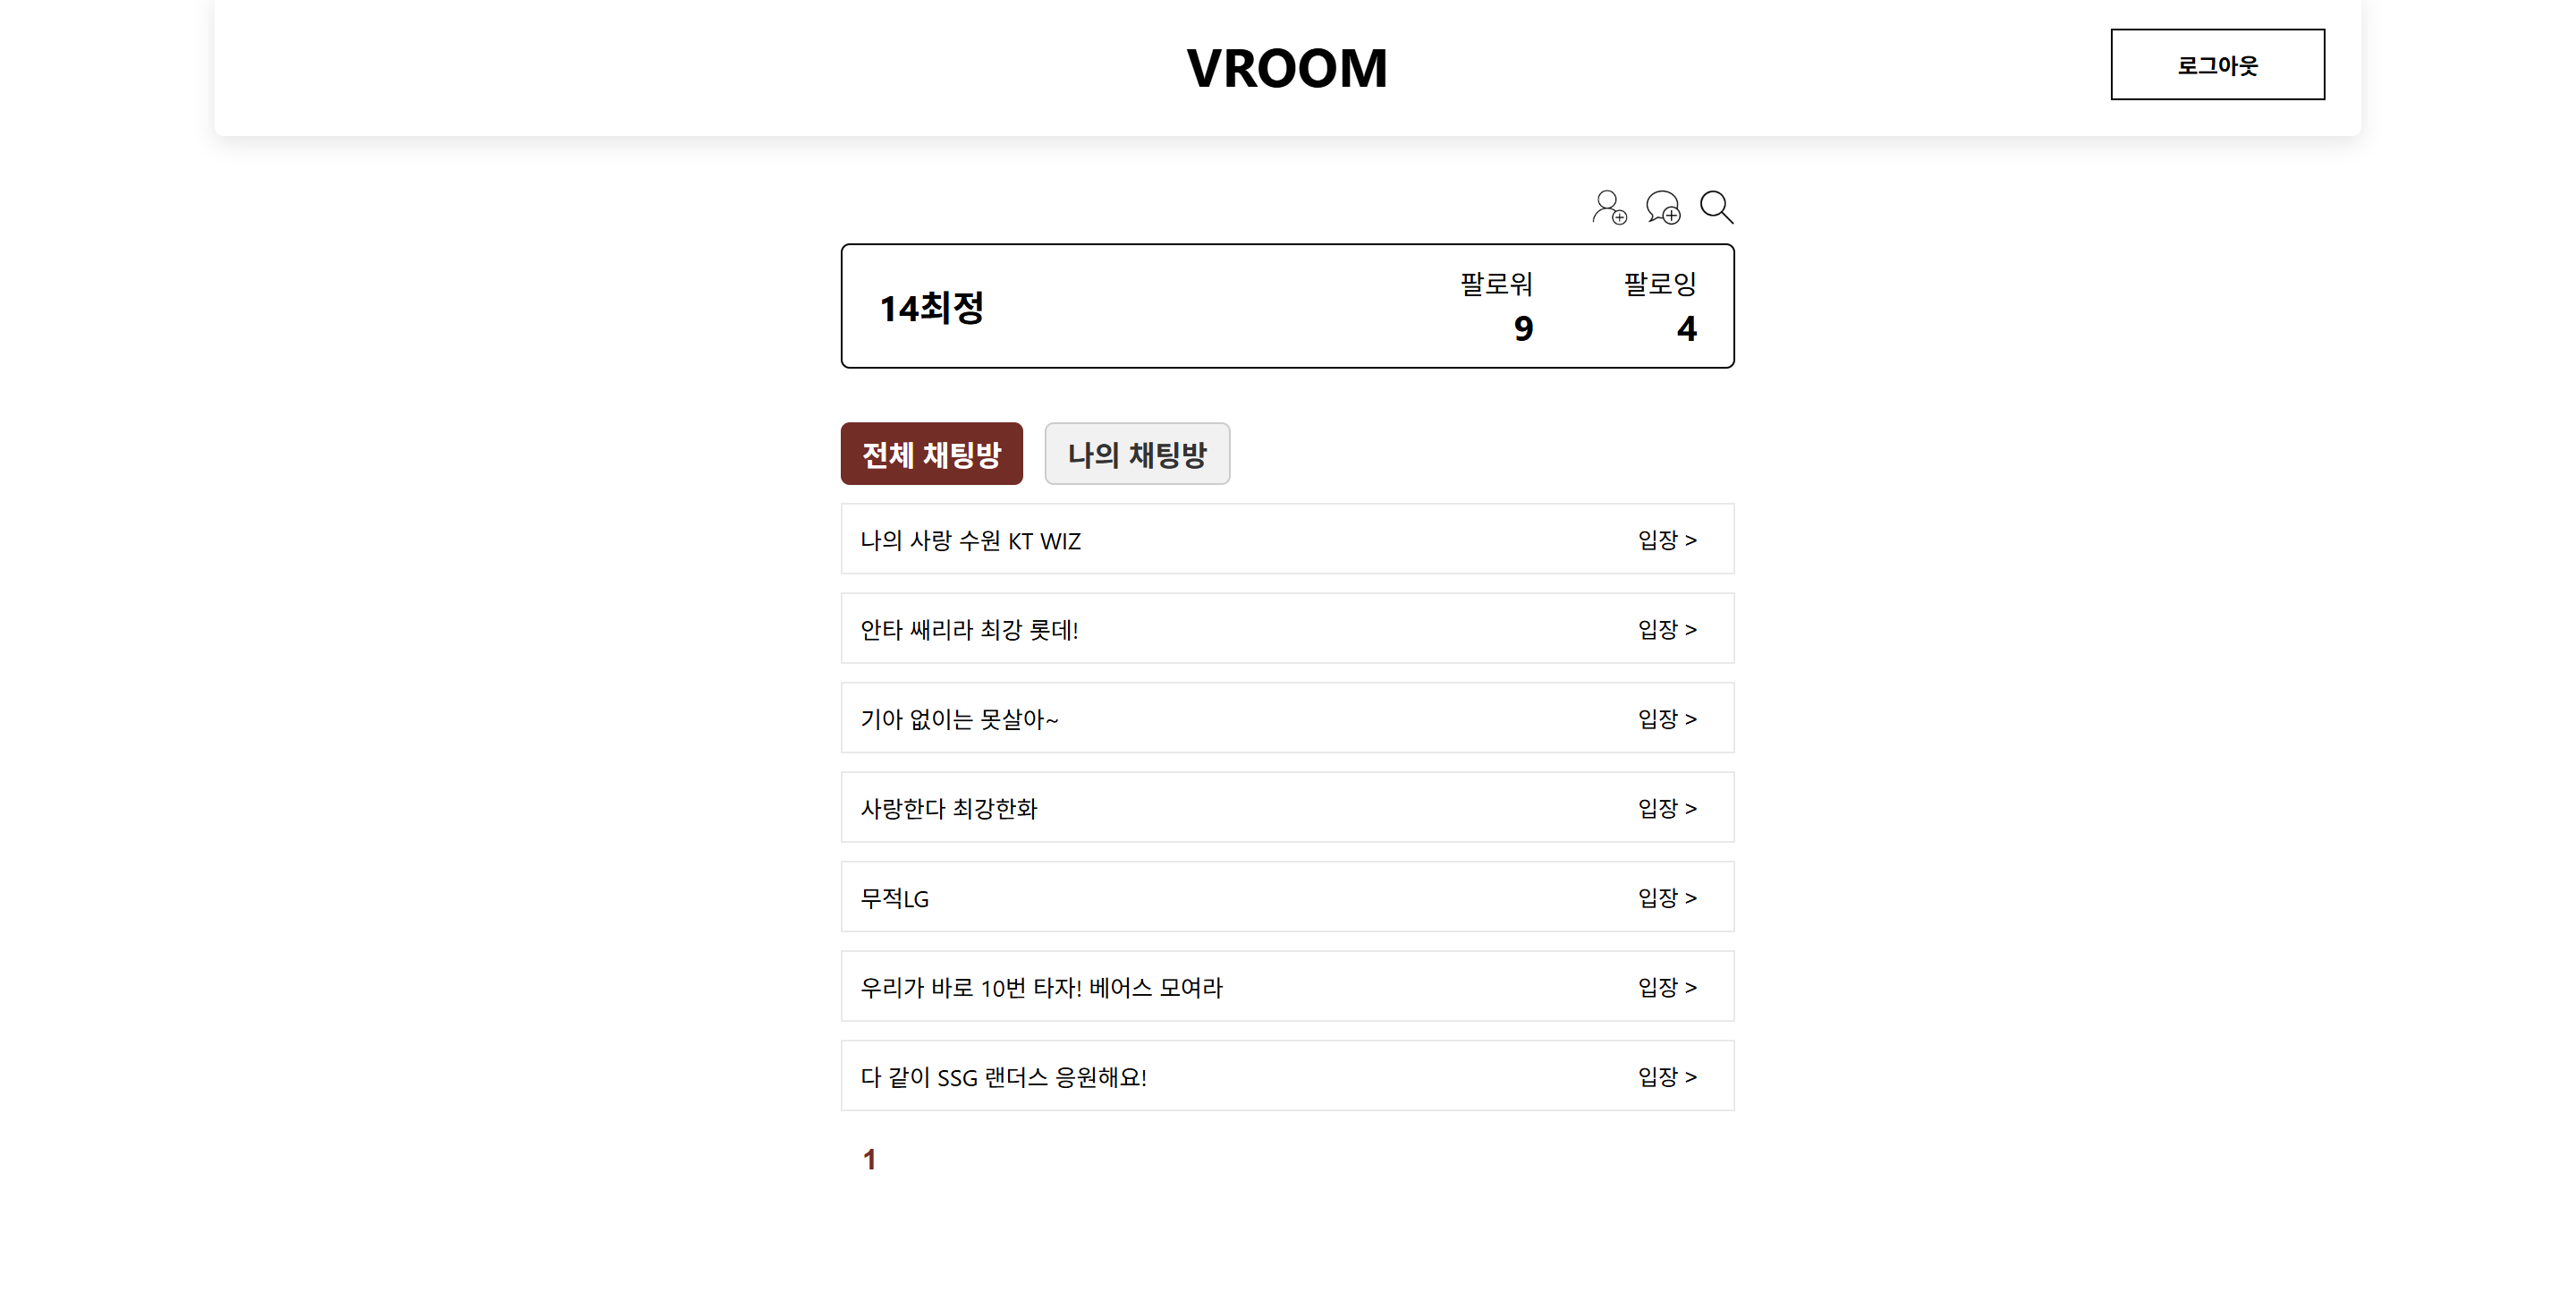 VROOM
로그아웃
14최정
팔로워
9
팔로잉
4
전체 채팅방
나의 채팅방
나의 사랑 수원 KT WIZ 입장 >
안타 쌔리라 최강 롯데! 입장 >
기아 없이는 못살아~ 입장 >
사랑한다 최강한화 입장 >
무적LG 입장 >
우리가 바로 10번 타자! 베어스 모여라 입장 >
다 같이 SSG 랜더스 응원해요! 입장 >
1